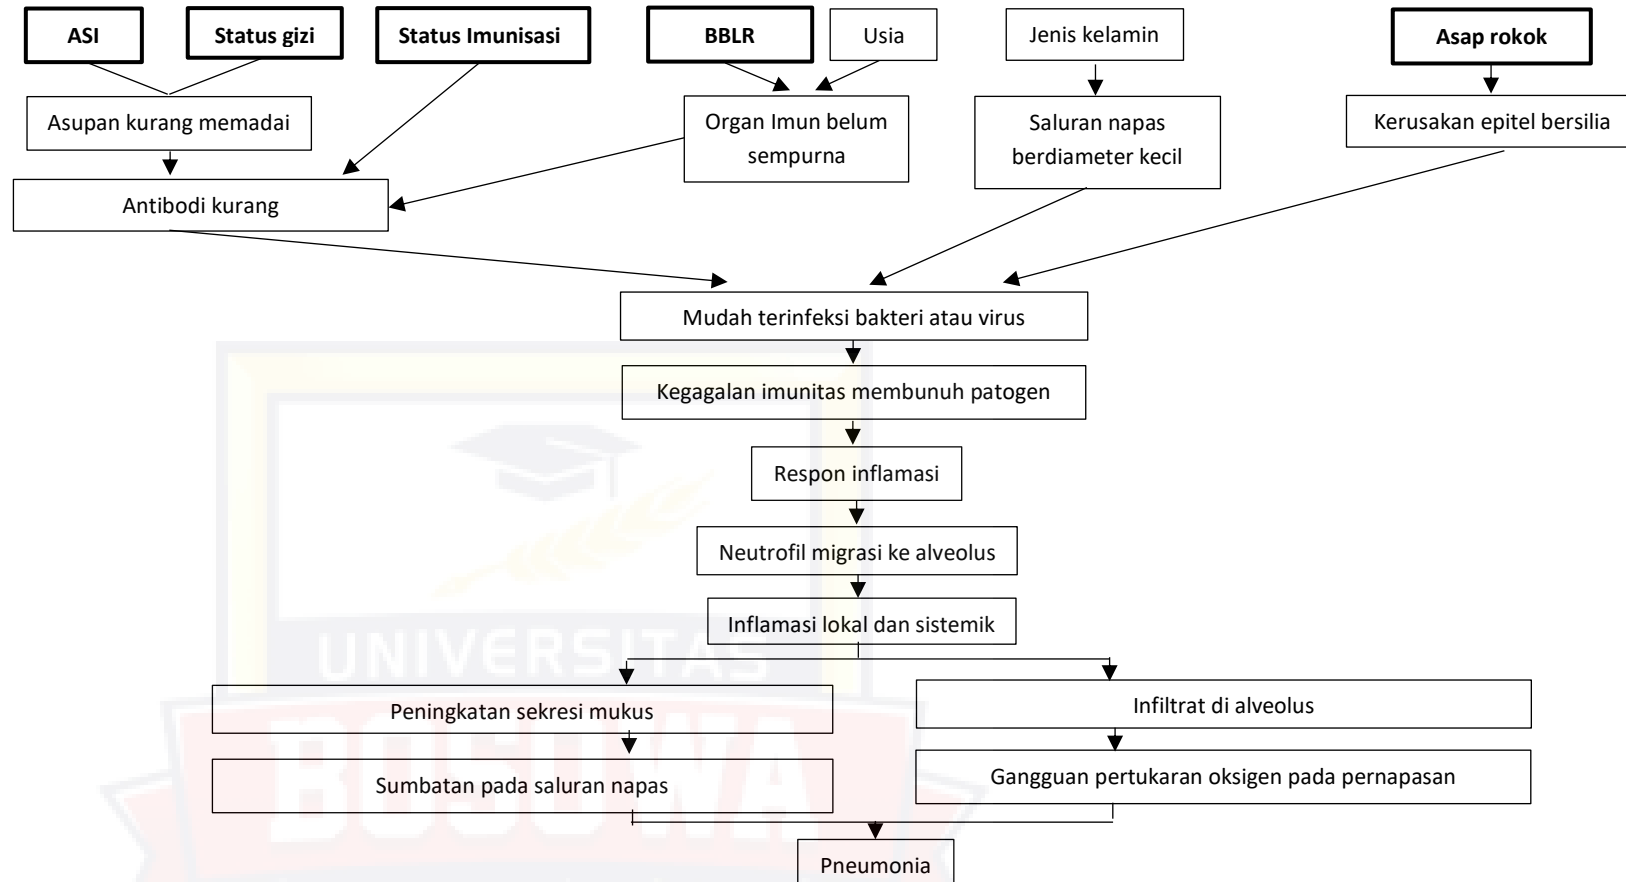 ASI
Status gizi
Status Imunisasi
BBLR
Usia
Jenis kelamin
Asap rokok
Asupan kurang memadai
Organ Imun belum
sempurna
Saluran napas
berdiameter kecil
Kerusakan epitel bersilia
Antibodi kurang
Mudah terinfeksi bakteri atau virus
Kegagalan imunitas membunuh patogen
Respon inflamasi
Neutrofil migrasi ke alveolus
Inflamasi lokal dan sistemik
UNIVERSITAS
Peningkatan sekresi mukus
Infiltrat di alveolus
BOSOWA
Sumbatan pada saluran napas
Gangguan pertukaran oksigen pada pernapasan
Pneumonia